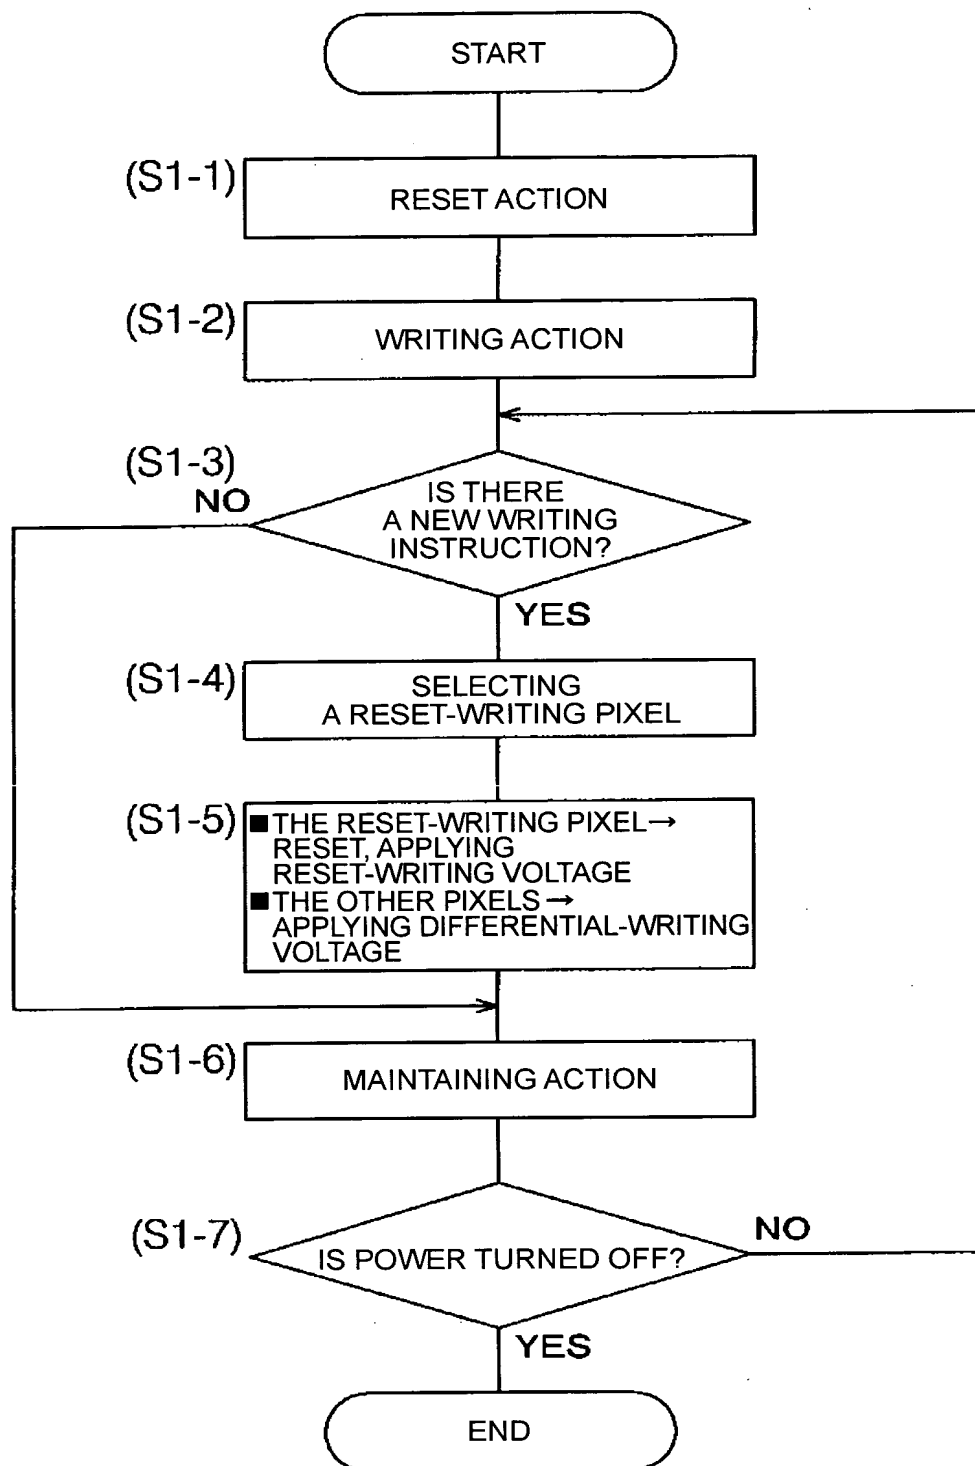 START
(S1-1)
RESET ACTION
(S1-2)
WRITING ACTION
(S1-3)
NO
IS THERE
A NEW WRITING
INSTRUCTION?
YES
(S1-4)
SELECTING
A RESET-WRITING PIXEL
(S1-5)
■ THE RESET-WRITING PIXEL→
RESET, APPLYING
RESET-WRITING VOLTAGE
■ THE OTHER PIXELS →
APPLYING DIFFERENTIAL-WRITING
VOLTAGE
(S1-6)
MAINTAINING ACTION
(S1-7)
IS POWER TURNED OFF?
NO
YES
END